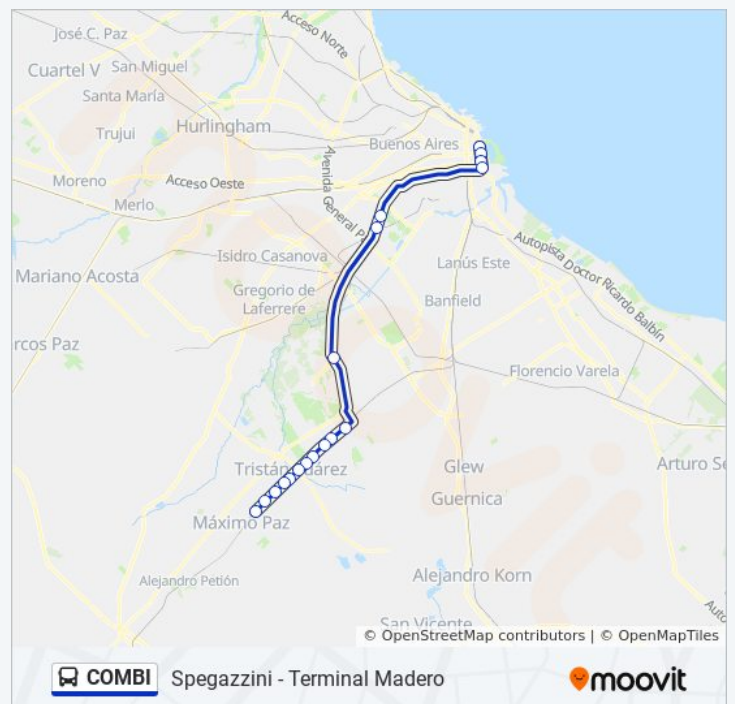 José C. Paz
Acceso Norte
Cuartel V
San Miguel
Santa María
Trujui
Hurlingham
Buenos Aires
Moreno
Acceso Oeste
Merlo
Avenida General P
Isidro Casanova
Lanús Este
Autopista Doctor Ricardo Balbín
Mariano Acosta
Gregorio de
Laferrere
Banfield
rcos Paz
Florencio Varela
Tristán Suárez
Glew
Arturo Se
Guernica
Máximo Paz
Alejandro Petión
Alejandro Korn
San Vicente
Auto
© OpenStreetMap contributors | © OpenMapTiles
COMBI
Spegazzini - Terminal Madero
moovit